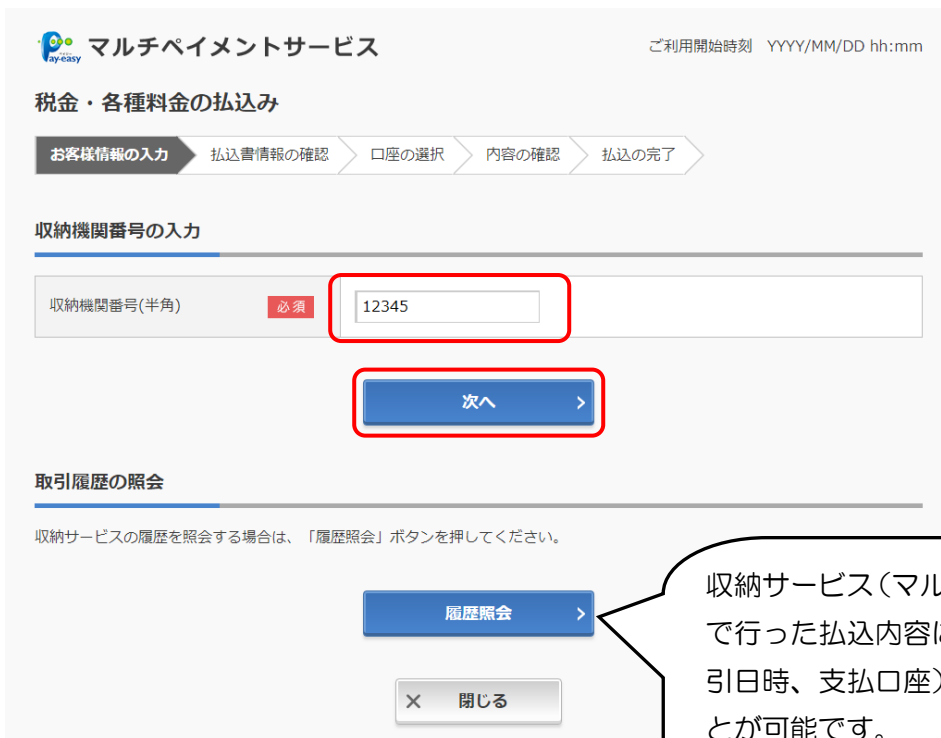 Pay-easy マルチペイメントサービス ご利用開始時刻 YYYY/MM/DD hh:mm
税金・各種料金の払込み
お客様情報の入力 払込書情報の確認 口座の選択 内容の確認 払込の完了
収納機関番号の入力
収納機関番号(半角) 必須 12345
次へ
取引履歴の照会
収納サービスの履歴を照会する場合は、「履歴照会」ボタンを押してください。
履歴照会
収納サービス(マル
で行った払込内容に
引日時、支払口座)
とが可能です。
× 閉じる